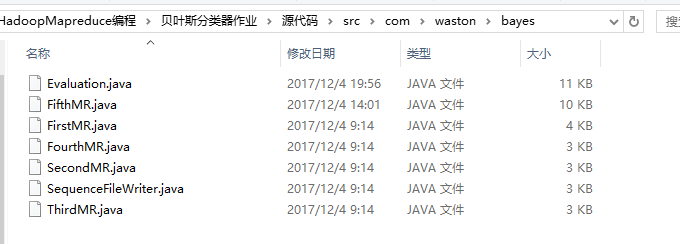 HadoopMapreduce编程 > 贝叶斯分类器作业 > 源代码 > src > com > waston > bayes
名称 修改日期 类型 大小
Evaluation.java 2017/12/4 19:56 JAVA 文件 11 KB
FifthMR.java 2017/12/4 14:01 JAVA 文件 10 KB
FirstMR.java 2017/12/4 9:14 JAVA 文件 4 KB
FourthMR.java 2017/12/4 9:14 JAVA 文件 3 KB
SecondMR.java 2017/12/4 9:14 JAVA 文件 3 KB
SequenceFileWriter.java 2017/12/4 9:14 JAVA 文件 3 KB
ThirdMR.java 2017/12/4 9:14 JAVA 文件 3 KB